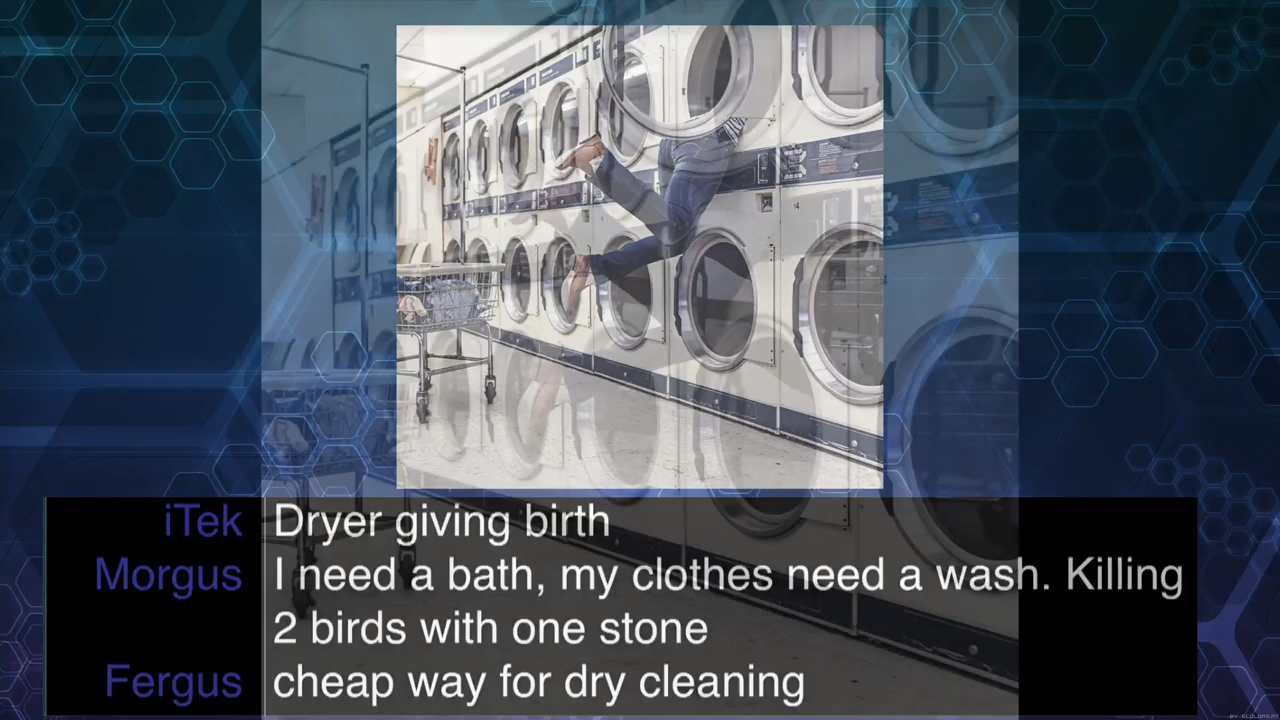 iTek Dryer giving birth
Morgus I need a bath, my clothes need a wash. Killing
2 birds with one stone
Fergus cheap way for dry cleaning